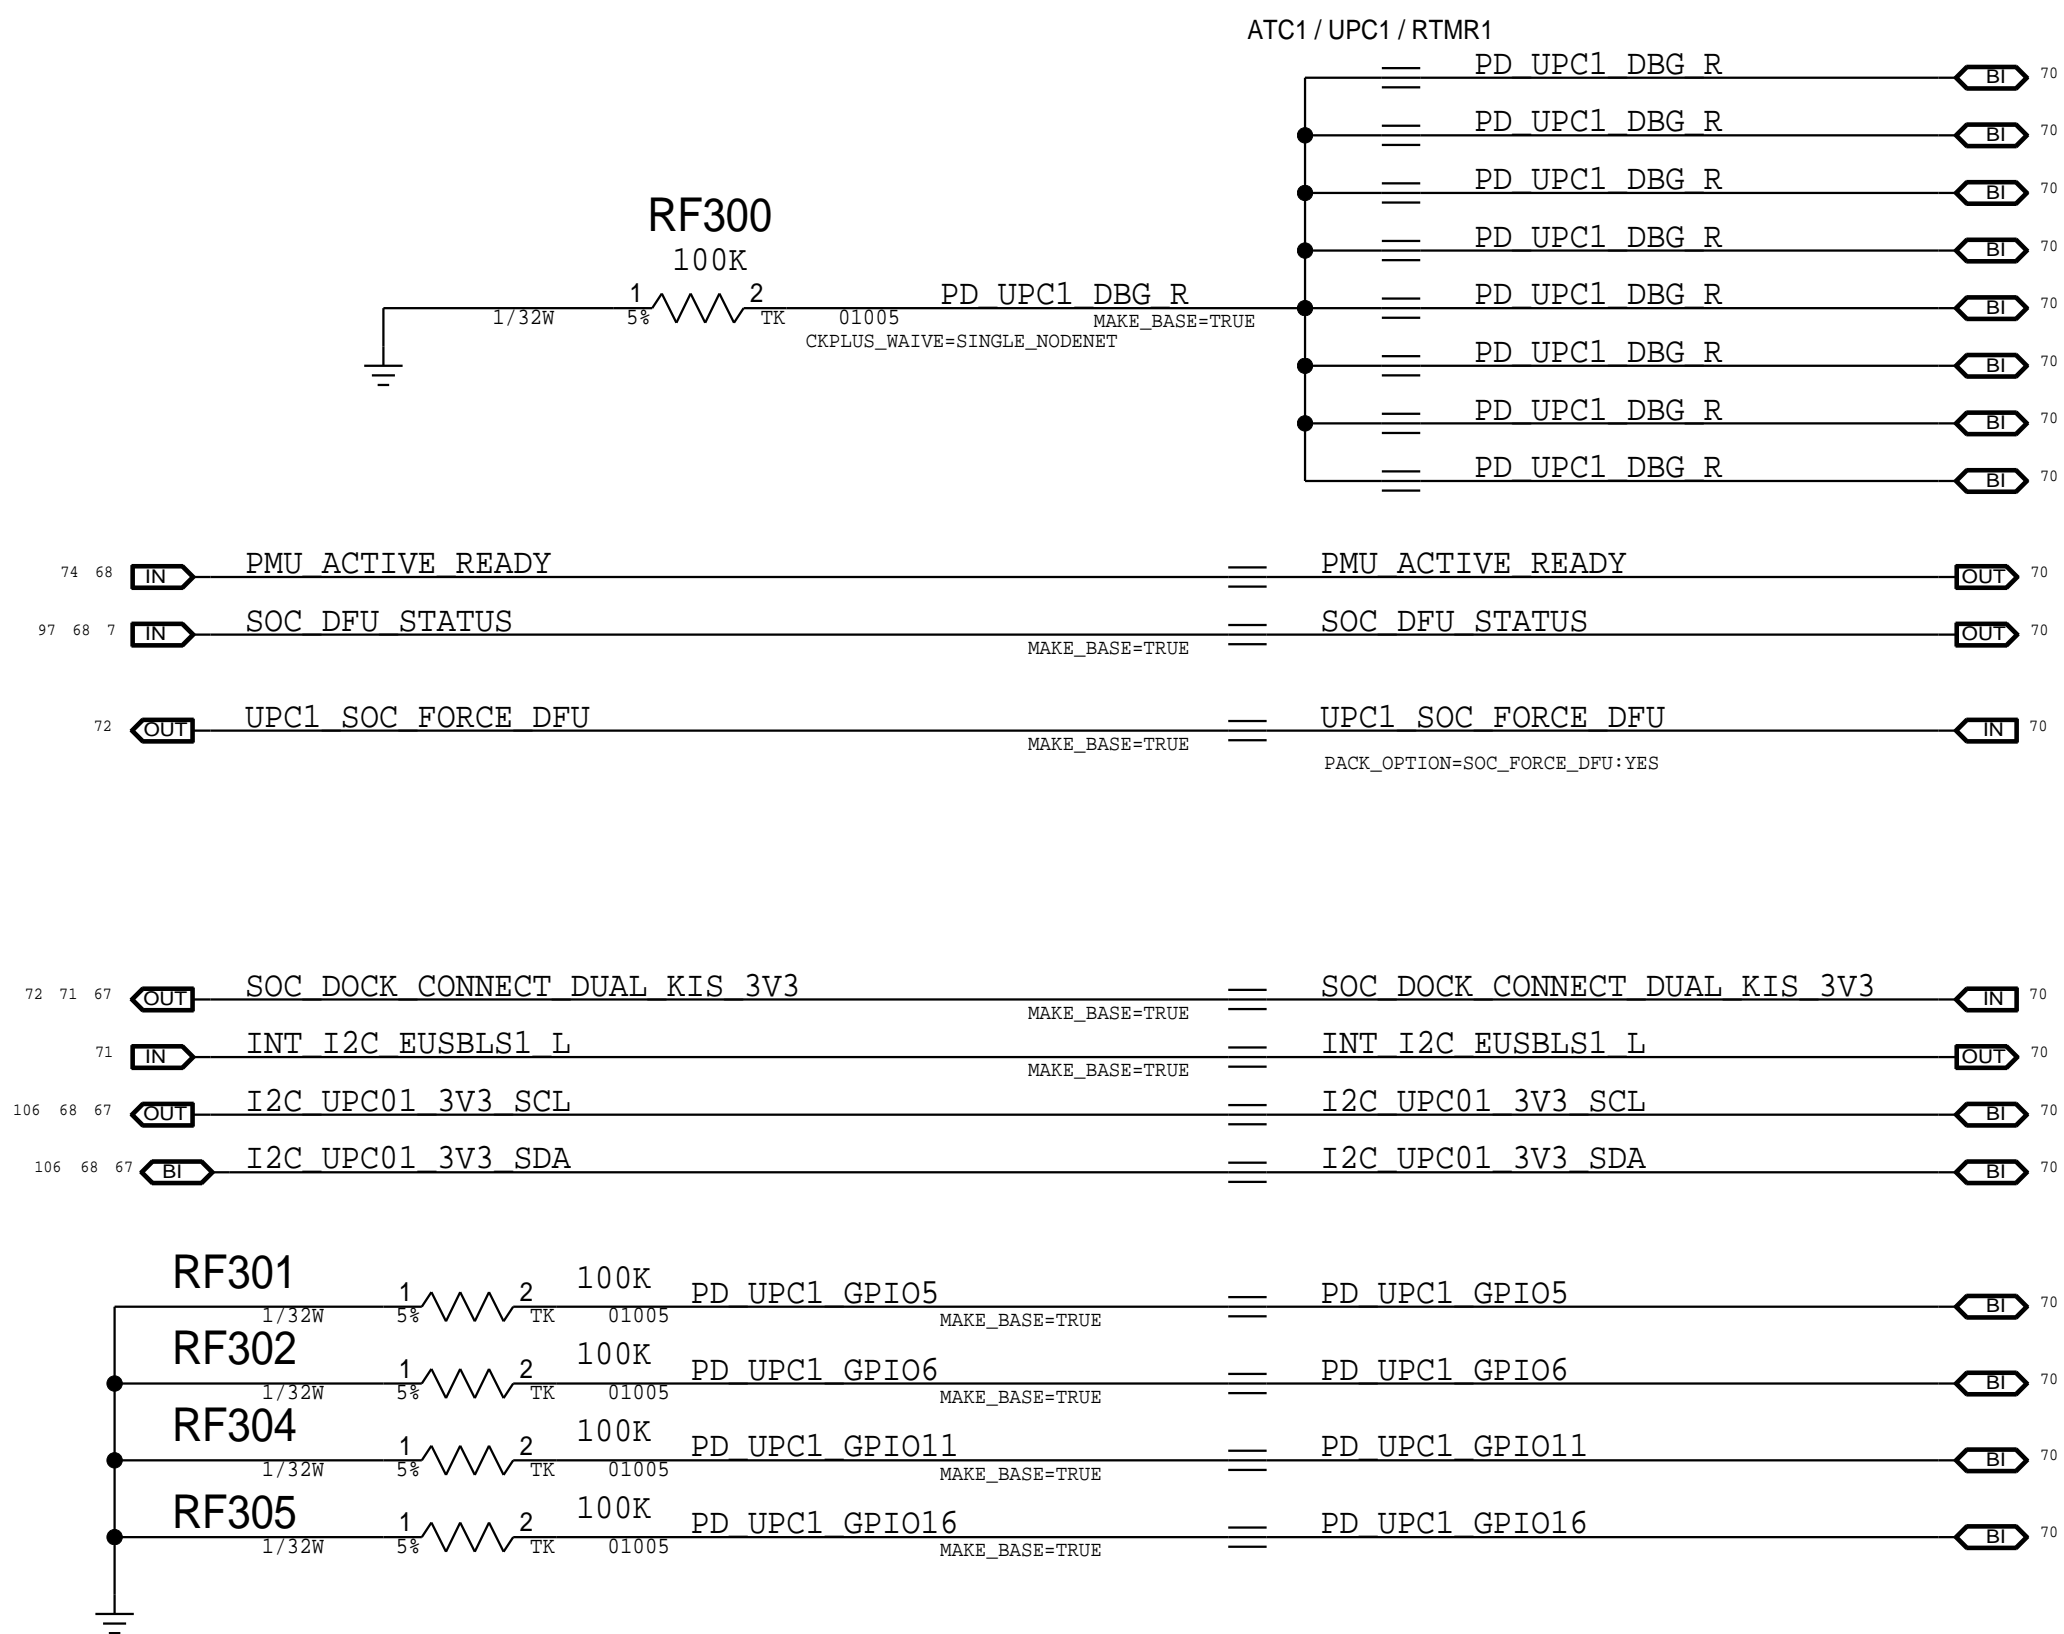 ATC1 / UPC1 / RTMR1
PD_UPC1_DBG_R BI 70
PD_UPC1_DBG_R BI 70
PD_UPC1_DBG_R BI 70
RF300
100K
PD_UPC1_DBG_R BI 70
1/32W 1 5% 2 TK 01005 PD_UPC1_DBG_R MAKE_BASE=TRUE PD_UPC1_DBG_R BI 70
CKPLUS_WAIVE=SINGLE_NODENET
PD_UPC1_DBG_R BI 70
PD_UPC1_DBG_R BI 70
PD_UPC1_DBG_R BI 70
74 68 IN PMU_ACTIVE_READY PMU_ACTIVE_READY OUT 70
97 68 7 IN SOC_DFU_STATUS SOC_DFU_STATUS OUT 70
MAKE_BASE=TRUE
72 OUT UPC1_SOC_FORCE_DFU UPC1_SOC_FORCE_DFU IN 70
MAKE_BASE=TRUE
PACK_OPTION=SOC_FORCE_DFU:YES
72 71 67 OUT SOC_DOCK_CONNECT_DUAL_KIS_3V3 SOC_DOCK_CONNECT_DUAL_KIS_3V3 IN 70
MAKE_BASE=TRUE
71 IN INT_I2C_EUSBLS1_L INT_I2C_EUSBLS1_L OUT 70
MAKE_BASE=TRUE
106 68 67 OUT I2C_UPC01_3V3_SCL I2C_UPC01_3V3_SCL BI 70
106 68 67 BI I2C_UPC01_3V3_SDA I2C_UPC01_3V3_SDA BI 70
RF301 1 2 100K PD_UPC1_GPIO5 PD_UPC1_GPIO5 BI 70
1/32W 5% TK 01005 MAKE_BASE=TRUE
RF302 1 2 100K PD_UPC1_GPIO6 PD_UPC1_GPIO6 BI 70
1/32W 5% TK 01005 MAKE_BASE=TRUE
RF304 1 2 100K PD_UPC1_GPIO11 PD_UPC1_GPIO11 BI 70
1/32W 5% TK 01005 MAKE_BASE=TRUE
RF305 1 2 100K PD_UPC1_GPIO16 PD_UPC1_GPIO16 BI 70
1/32W 5% TK 01005 MAKE_BASE=TRUE